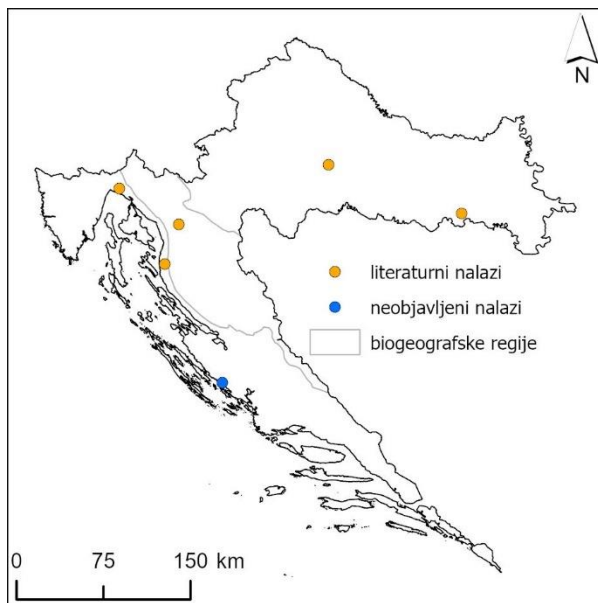 N
literaturni nalazi
neobjavljeni nalazi
biogeografske regije
0 75 150 km